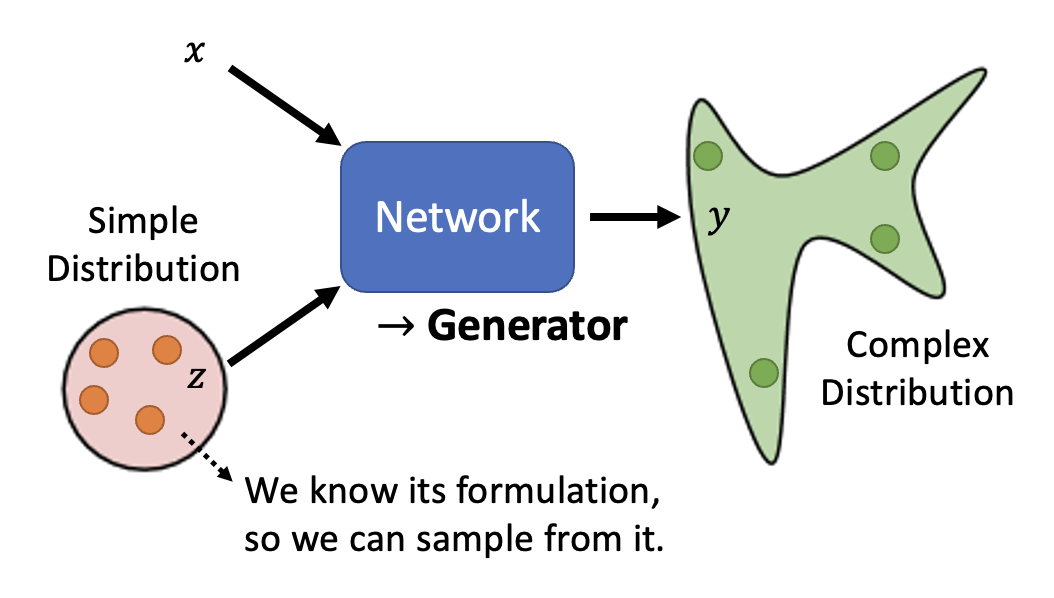 x
Network
Simple
Distribution
y
→ Generator
z
Complex
Distribution
We know its formulation,
so we can sample from it.